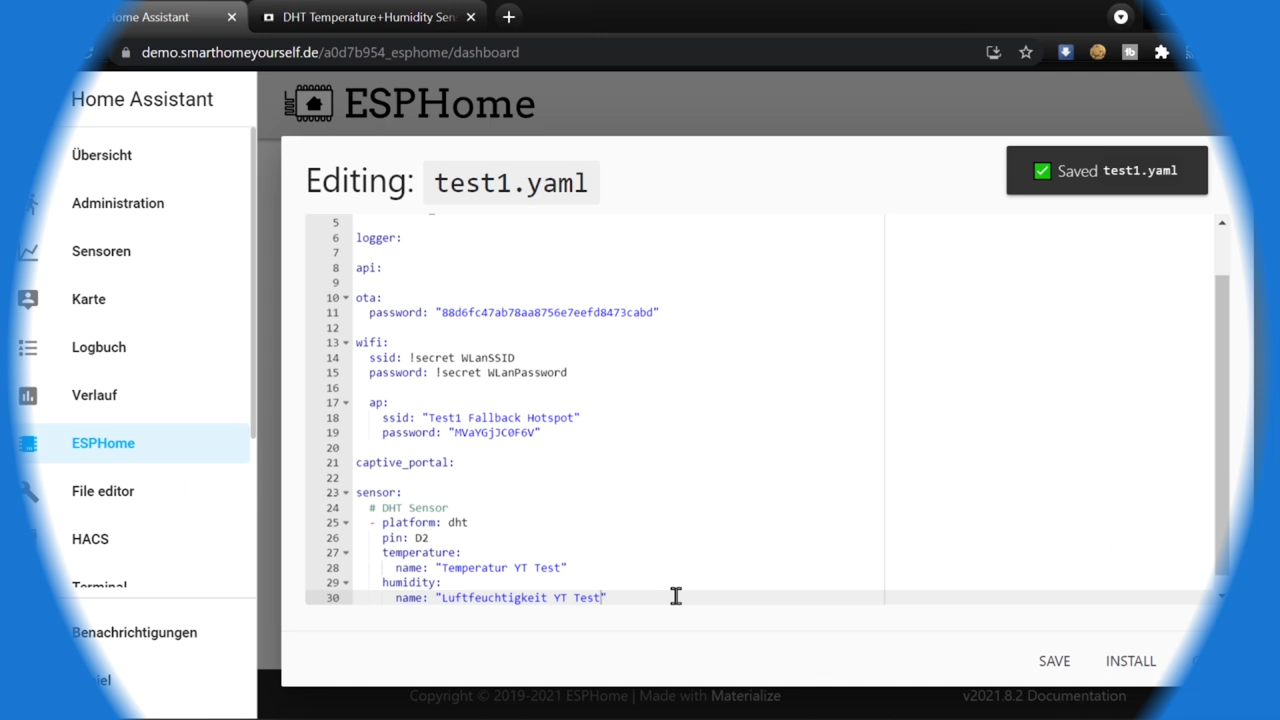 Home Assistant
DHT Temperature+Humidity Sen
demo.smarthomeyourself.de/a0d7b954_esphome/dashboard
Home Assistant
Übersicht
Administration
Sensoren
Karte
Logbuch
Verlauf
ESPHome
File editor
HACS
Terminal
Benachrichtigungen
iel
ESPHome
Editing: test1.yaml
Saved test1.yaml
5
6 logger:
7
8 api:
9
10 ota:
11 password: "88d6fc47ab78aa8756e7eefd8473cabd"
12
13 wifi:
14 ssid: !secret WLanSSID
15 password: !secret WLanPassword
16
17 ap:
18 ssid: "Test1 Fallback Hotspot"
19 password: "MVaYGjJC0F6V"
20
21 captive_portal:
22
23 sensor:
24 # DHT Sensor
25 - platform: dht
26 pin: D2
27 temperature:
28 name: "Temperatur YT Test"
29 humidity:
30 name: "Luftfeuchtigkeit YT Test"
SAVE INSTALL
Copyright © 2019-2021 ESPHome | Made with Materialize
v2021.8.2 Documentation